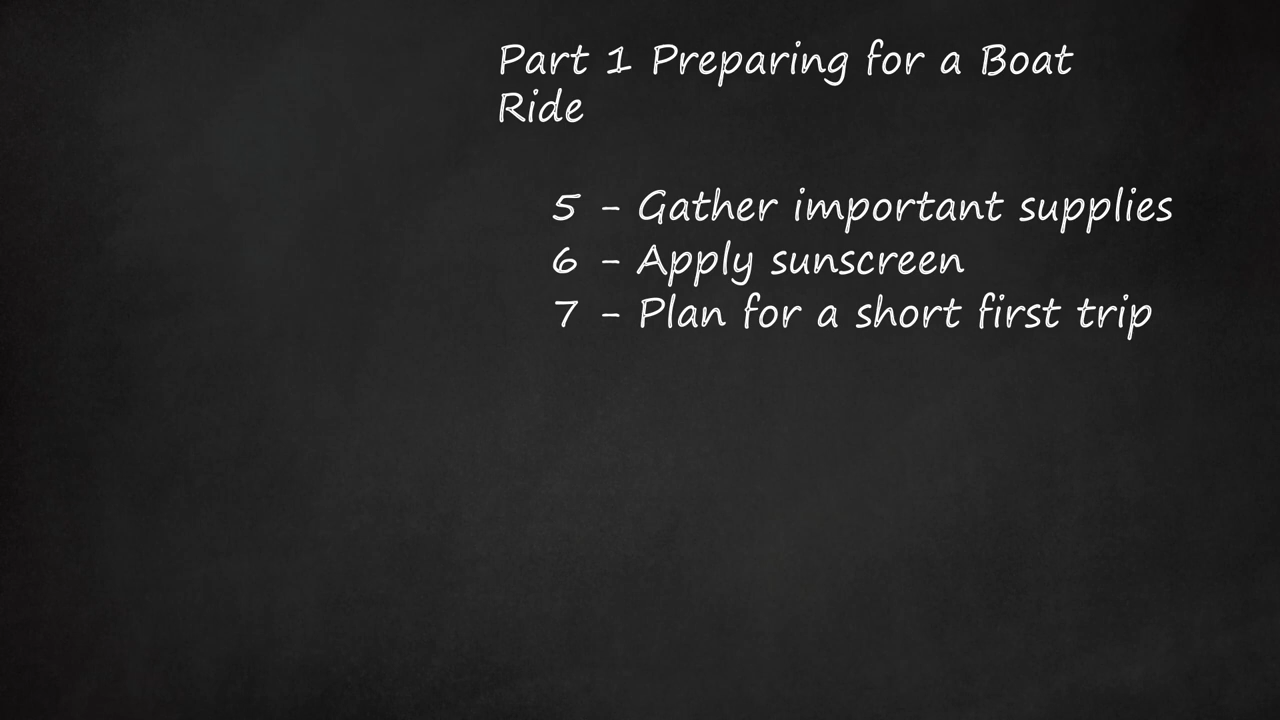 Part 1 Preparing for a Boat
Ride
5 - Gather important supplies
6 - Apply sunscreen
7 - Plan for a short first trip